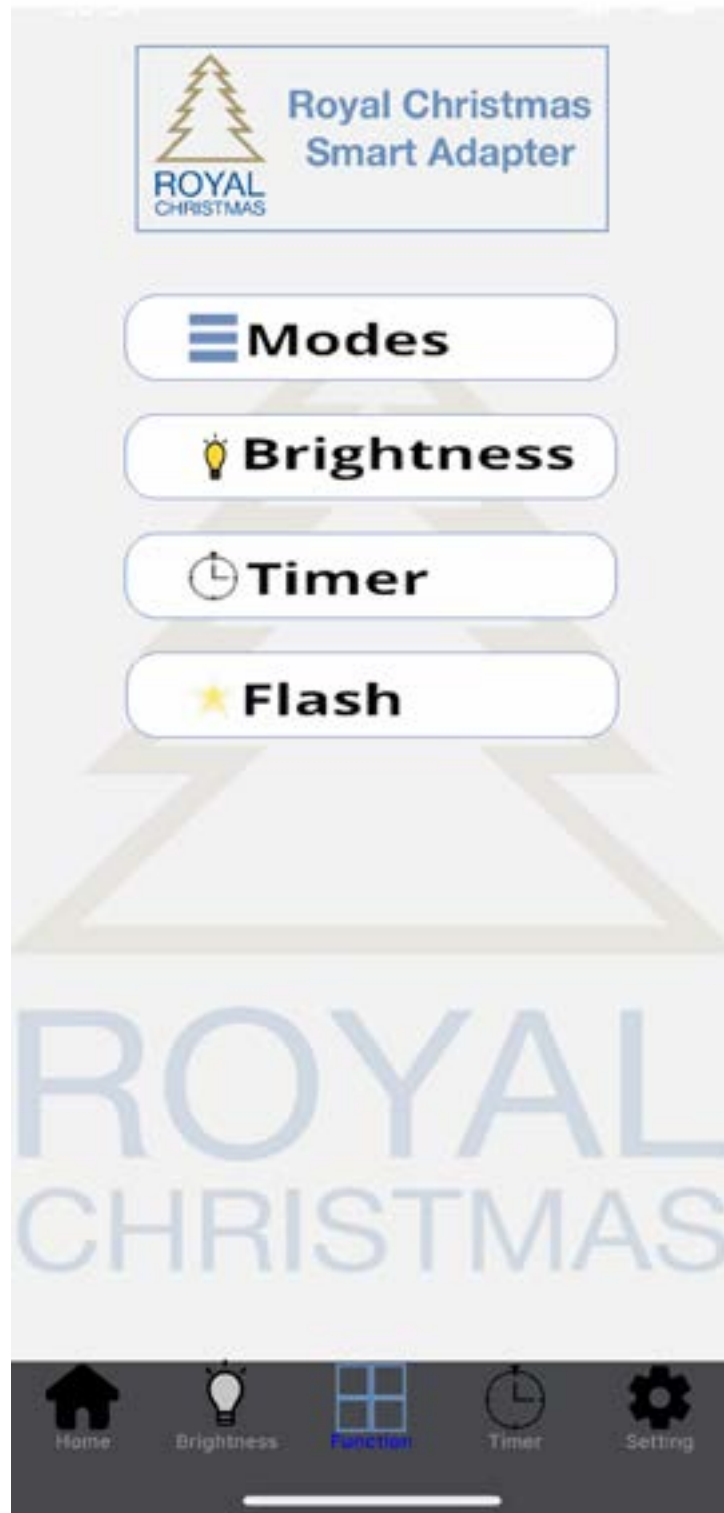 Royal Christmas
Smart Adapter
ROYAL
CHRISTMAS
Modes
Brightness
Timer
Flash
ROYAL
CHRISTMAS
Home
Brightness
Function
Timer
Setting